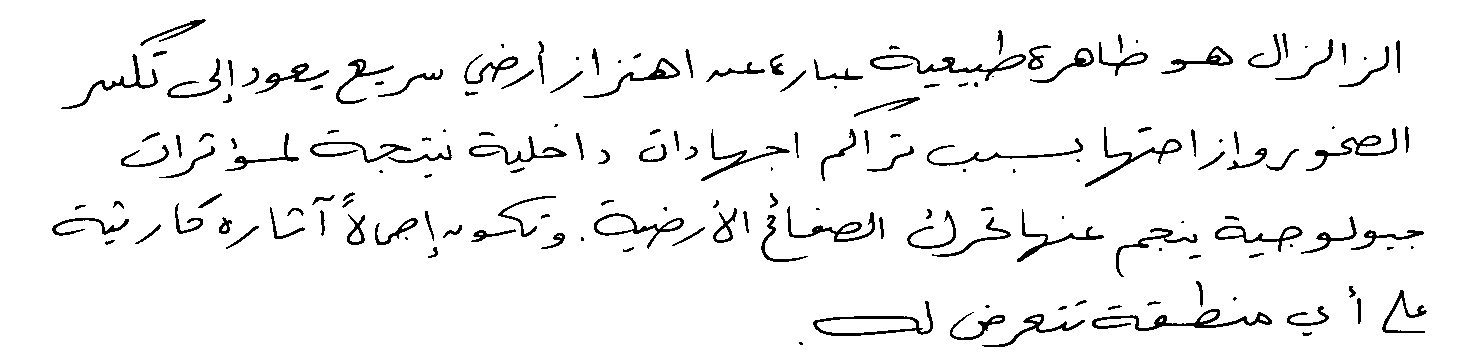 الزلزال هو ظاهرة طبيعية عبارة عن اهتزاز أرضي سريع يعود إلى تكسر
الصخور وإزاحتها بسبب تراكم اجهادات داخلية نتيجة لمؤثرات
جيولوجية ينجم عنها تحرك الصفائح الأرضية. وتكون إجمالاً آثاره كارثية
على أي منطقة تتعرض له.